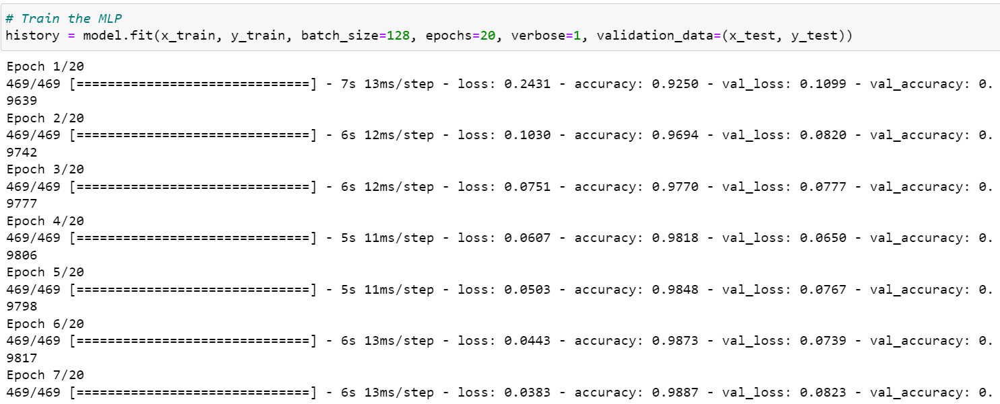 # Train the MLP
history = model.fit(x_train, y_train, batch_size=128, epochs=20, verbose=1, validation_data=(x_test, y_test))
Epoch 1/20
469/469 [==============================] - 7s 13ms/step - loss: 0.2431 - accuracy: 0.9250 - val_loss: 0.1099 - val_accuracy: 0.
9639
Epoch 2/20
469/469 [==============================] - 6s 12ms/step - loss: 0.1030 - accuracy: 0.9694 - val_loss: 0.0820 - val_accuracy: 0.
9742
Epoch 3/20
469/469 [==============================] - 6s 12ms/step - loss: 0.0751 - accuracy: 0.9770 - val_loss: 0.0777 - val_accuracy: 0.
9777
Epoch 4/20
469/469 [==============================] - 5s 11ms/step - loss: 0.0607 - accuracy: 0.9818 - val_loss: 0.0650 - val_accuracy: 0.
9806
Epoch 5/20
469/469 [==============================] - 5s 11ms/step - loss: 0.0503 - accuracy: 0.9848 - val_loss: 0.0767 - val_accuracy: 0.
9798
Epoch 6/20
469/469 [==============================] - 6s 13ms/step - loss: 0.0443 - accuracy: 0.9873 - val_loss: 0.0739 - val_accuracy: 0.
9817
Epoch 7/20
469/469 [==============================] - 6s 13ms/step - loss: 0.0383 - accuracy: 0.9887 - val_loss: 0.0823 - val_accuracy: 0.